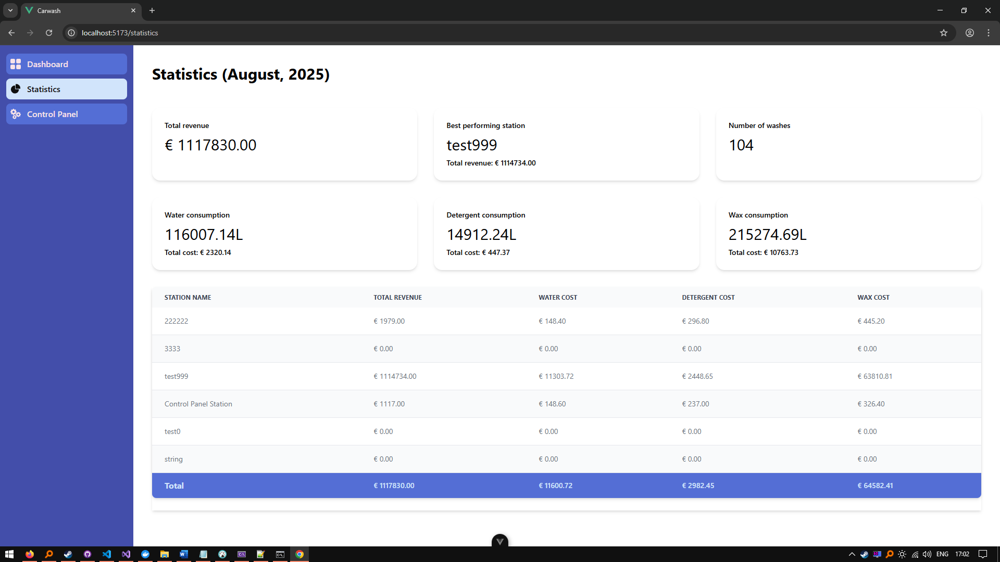 Carwash
localhost:5173/statistics
Dashboard
Statistics
Control Panel
Statistics (August, 2025)
Total revenue
€ 1117830.00
Best performing station
test999
Total revenue: € 1114734.00
Number of washes
104
Water consumption
116007.14L
Total cost: € 2320.14
Detergent consumption
14912.24L
Total cost: € 447.37
Wax consumption
215274.69L
Total cost: € 10763.73
STATION NAME TOTAL REVENUE WATER COST DETERGENT COST WAX COST
222222 € 1979.00 € 148.40 € 296.80 € 445.20
3333 € 0.00 € 0.00 € 0.00 € 0.00
test999 € 1114734.00 € 11303.72 € 2448.65 € 63810.81
Control Panel Station € 1117.00 € 148.60 € 237.00 € 326.40
test0 € 0.00 € 0.00 € 0.00 € 0.00
string € 0.00 € 0.00 € 0.00 € 0.00
Total € 1117830.00 € 11600.72 € 2982.45 € 64582.41
ENG 17:02